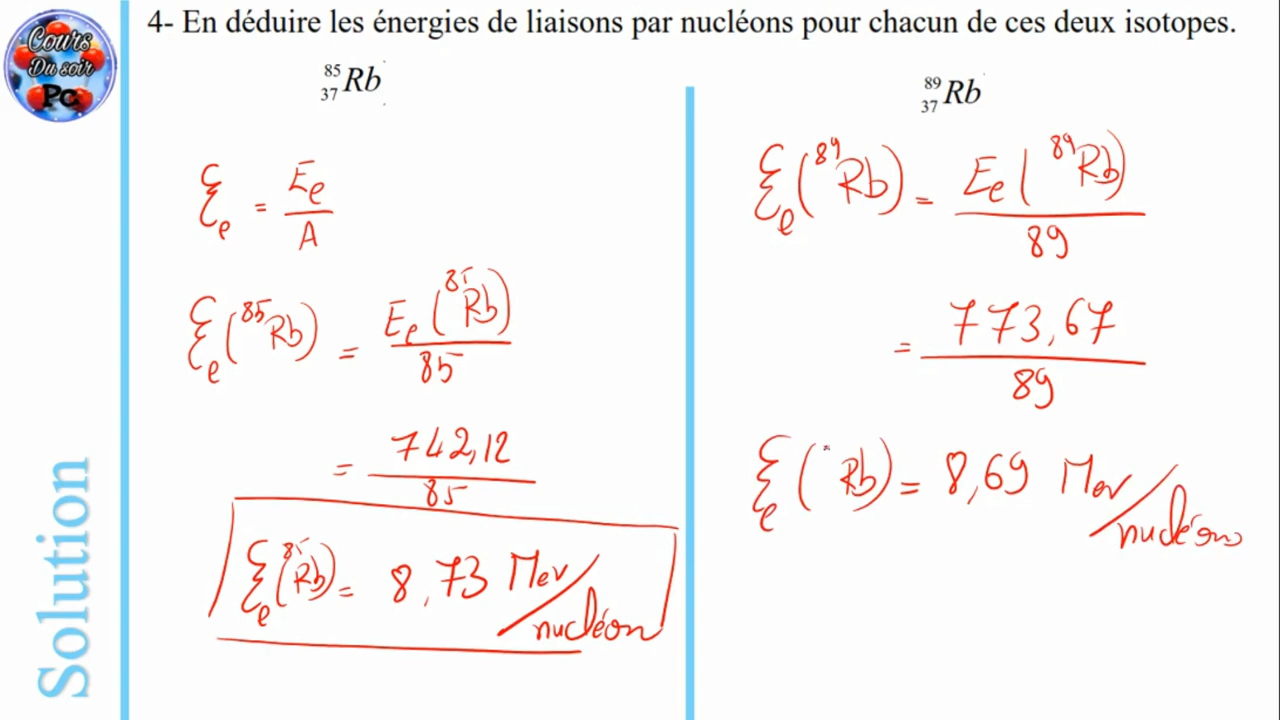 Cours
Du soir
PC
4- En déduire les énergies de liaisons par nucléons pour chacun de ces deux isotopes.
Solution
⁸⁵₃₇Rb
ξₑ = Eₑ / A
ξₑ(⁸⁵Rb) = Eₑ(⁸⁵Rb) / 85
= 742,12 / 85
ξₑ(⁸⁵Rb) = 8,73 Mev/nucléon
⁸⁹₃₇Rb
ξₑ(⁸⁹Rb) = Eₑ(⁸⁹Rb) / 89
= 773,67 / 89
ξₑ( Rb) = 8,69 Mev/nucléons